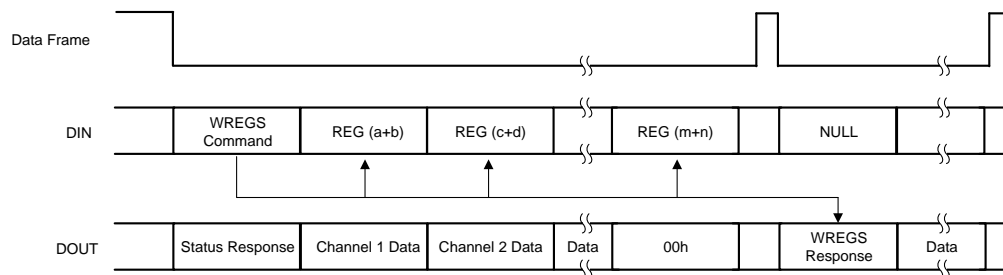 Data Frame
DIN
WREGS
Command
REG (a+b)
REG (c+d)
REG (m+n)
NULL
DOUT
Status Response
Channel 1 Data
Channel 2 Data
Data
00h
WREGS
Response
Data